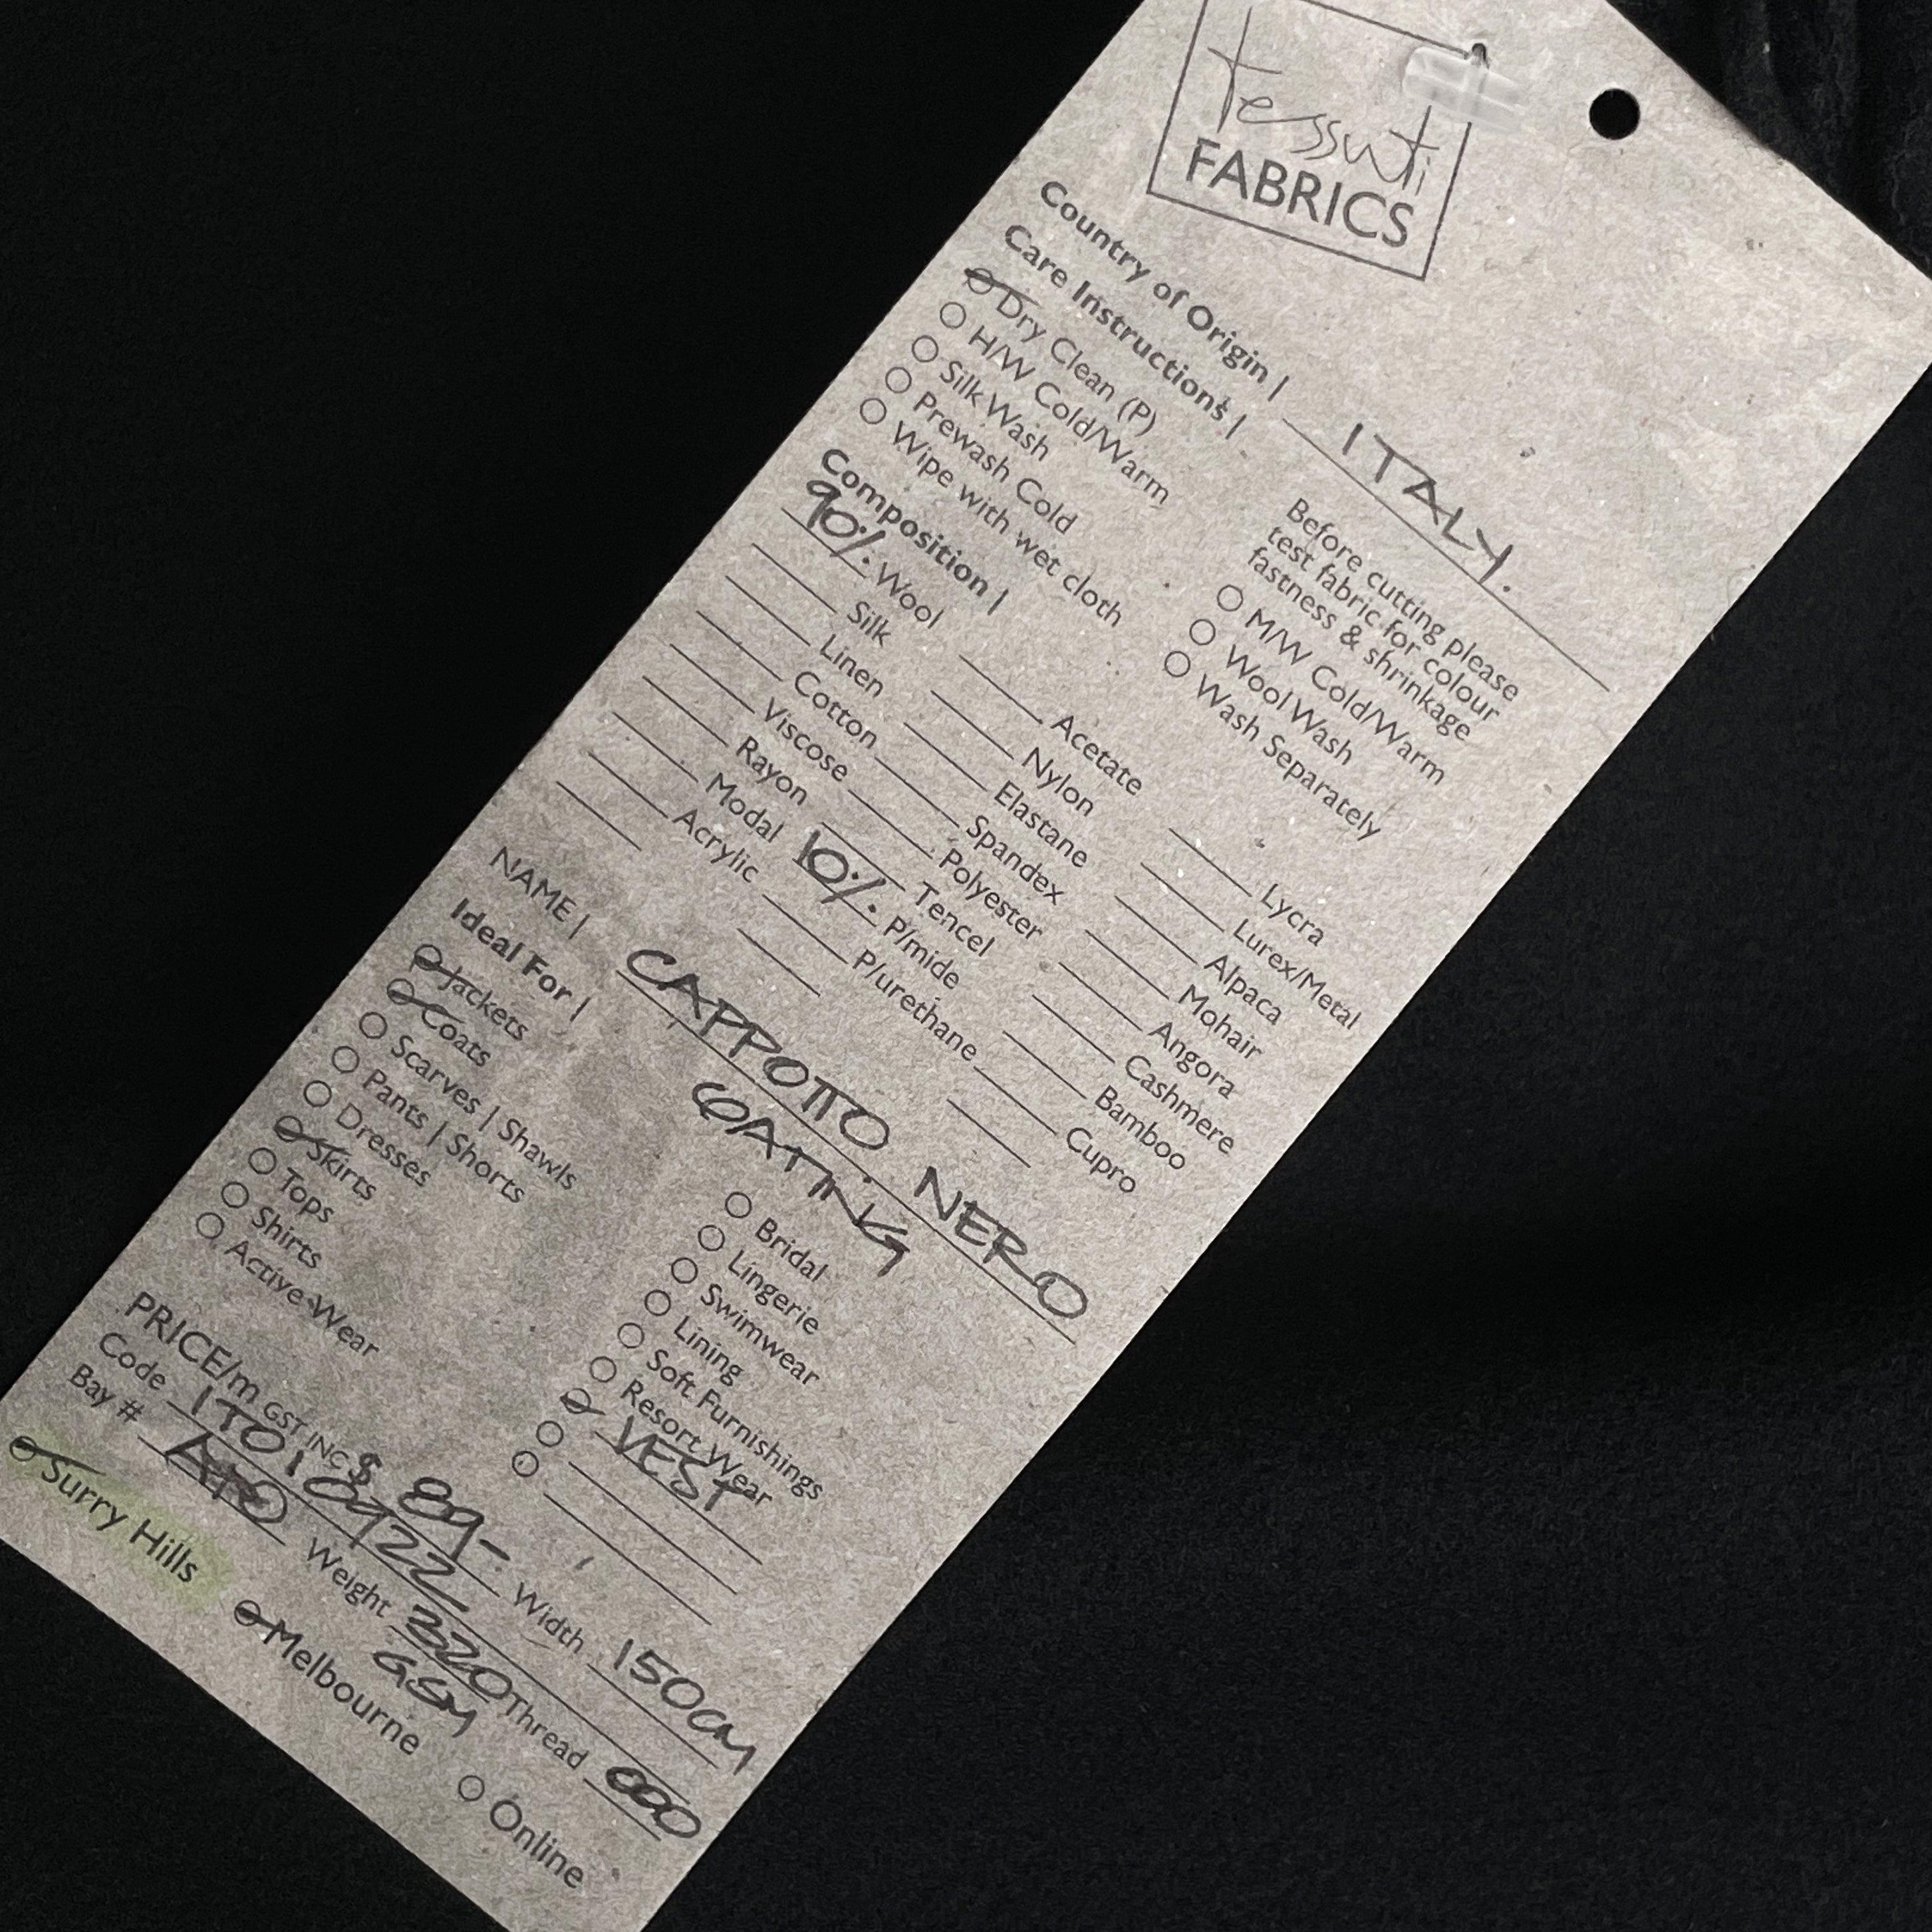 tessuti
FABRICS
Country of Origin | ITALY.
Care Instructions |
Dry Clean (P)
H/W Cold/Warm
Silk Wash
Prewash Cold
Wipe with wet cloth
Before cutting please
test fabric for colour
fastness & shrinkage
M/W Cold/Warm
Wool Wash
Wash Separately
Composition |
90% Wool
Silk
Linen
Cotton
Viscose
Rayon
Modal
Acrylic
Acetate
Nylon
Elastane
Spandex
Polyester
Tencel
10% P/mide
P/urethane
Lycra
Lurex/Metal
Alpaca
Mohair
Angora
Cashmere
Bamboo
Cupro
NAME | CAPPOTTO NERO
COATING
Ideal For |
Jackets
Coats
Scarves | Shawls
Pants | Shorts
Dresses
Skirts
Tops
Shirts
Active Wear
Bridal
Lingerie
Swimwear
Lining
Soft Furnishings
Resort Wear
VEST
PRICE/m GST INC $ 89- Width 150CM
Code ITO10922
Bay # Weight 320 Thread 000
GSM
Surry Hills Melbourne Online